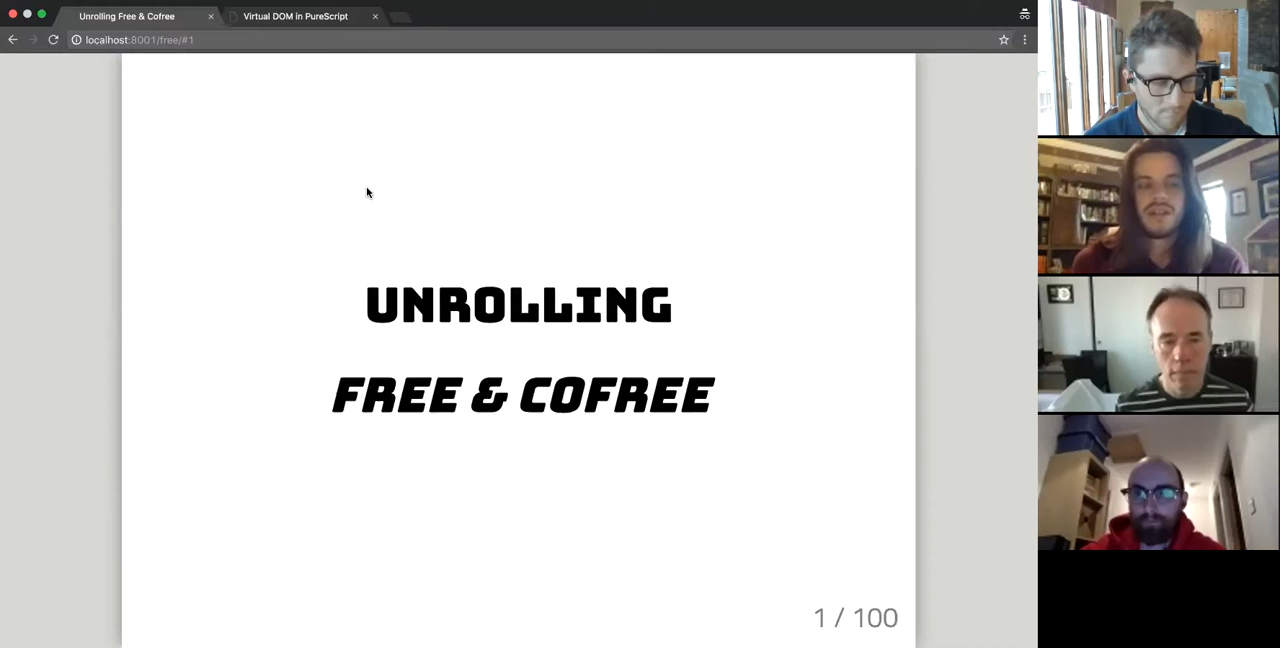 Unrolling Free & Cofree
Virtual DOM in PureScript
localhost:8001/free/#1
UNROLLING
FREE & COFREE
1 / 100